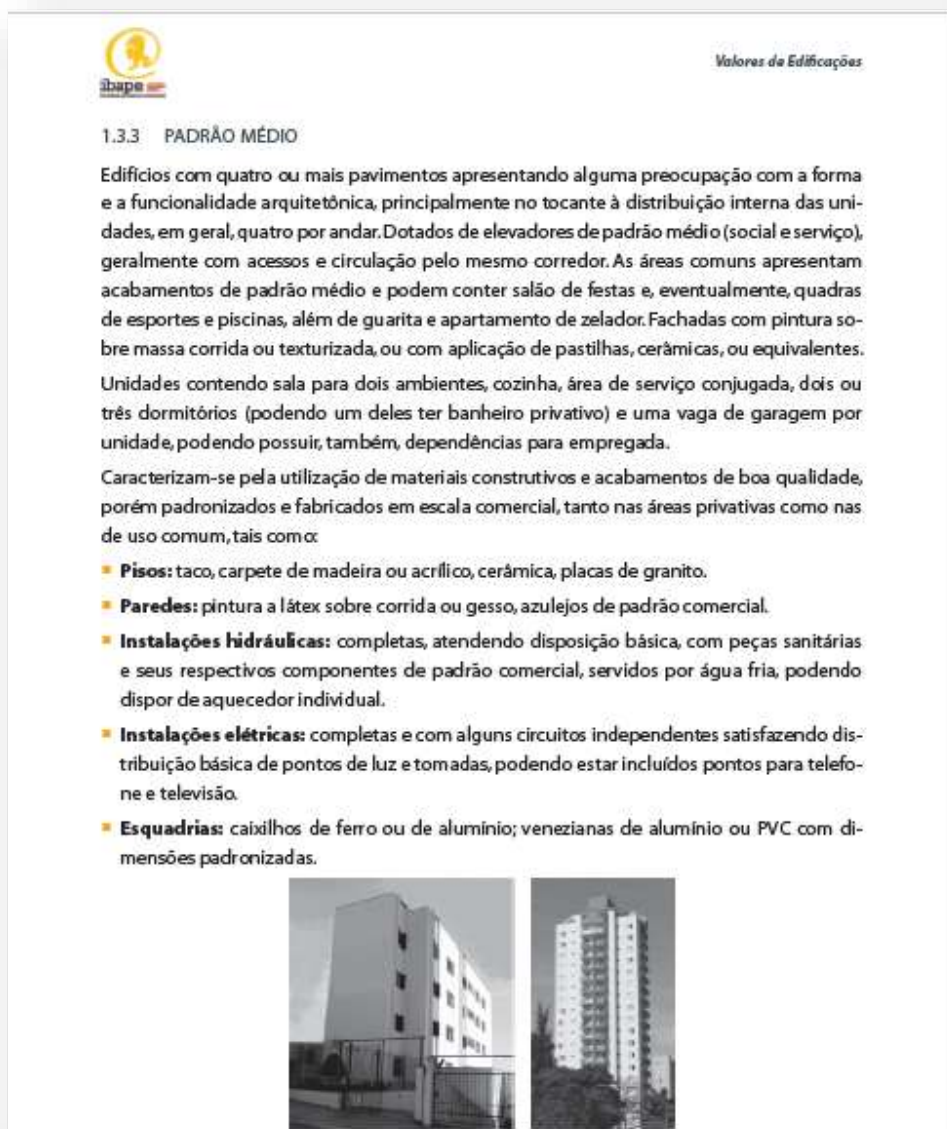 Valores de Edificações
ibape
1.3.3 PADRÃO MÉDIO
Edifícios com quatro ou mais pavimentos apresentando alguma preocupação com a forma
e a funcionalidade arquitetônica, principalmente no tocante à distribuição interna das uni-
dades, em geral, quatro por andar. Dotados de elevadores de padrão médio (social e serviço),
geralmente com acessos e circulação pelo mesmo corredor. As áreas comuns apresentam
acabamentos de padrão médio e podem conter salão de festas e, eventualmente, quadras
de esportes e piscinas, além de guarita e apartamento de zelador. Fachadas com pintura so-
bre massa corrida ou texturizada, ou com aplicação de pastilhas, cerâmicas, ou equivalentes.
Unidades contendo sala para dois ambientes, cozinha, área de serviço conjugada, dois ou
três dormitórios (podendo um deles ter banheiro privativo) e uma vaga de garagem por
unidade, podendo possuir, também, dependências para empregada.
Caracterizam-se pela utilização de materiais construtivos e acabamentos de boa qualidade,
porém padronizados e fabricados em escala comercial, tanto nas áreas privativas como nas
de uso comum, tais como:
Pisos: taco, carpete de madeira ou acrílico, cerâmica, placas de granito.
Paredes: pintura a látex sobre corrida ou gesso, azulejos de padrão comercial.
Instalações hidráulicas: completas, atendendo disposição básica, com peças sanitárias
e seus respectivos componentes de padrão comercial, servidos por água fria, podendo
dispor de aquecedor individual.
Instalações elétricas: completas e com alguns circuitos independentes satisfazendo dis-
tribuição básica de pontos de luz e tomadas, podendo estar incluídos pontos para telefo-
ne e televisão.
Esquadrias: caixilhos de ferro ou de alumínio; venezianas de alumínio ou PVC com di-
mensões padronizadas.